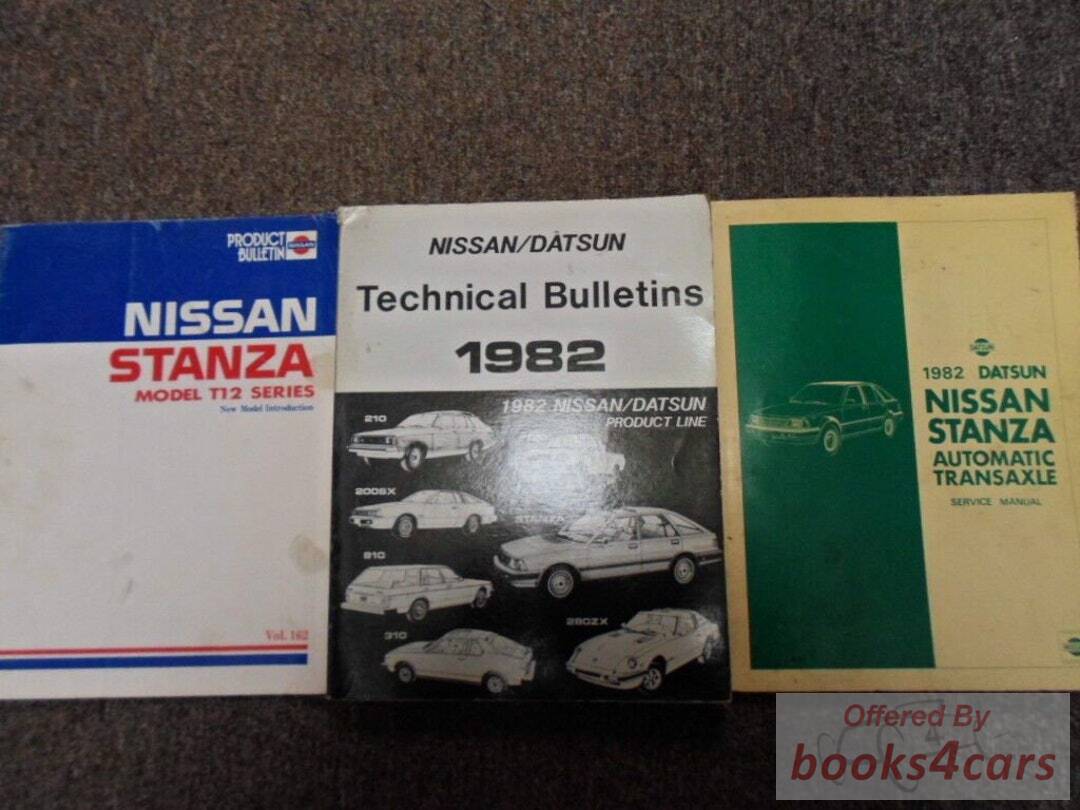 PRODUCT
BULLETIN
NISSAN
NISSAN
STANZA
MODEL T12 SERIES
New Model Introduction
Vol. 162
NISSAN/DATSUN
Technical Bulletins
1982
1982 NISSAN/DATSUN
PRODUCT LINE
210
200SX
STANZA
810
310
280ZX
DATSUN
1982 DATSUN
NISSAN
STANZA
AUTOMATIC
TRANSAXLE
SERVICE MANUAL
Offered By
books4cars